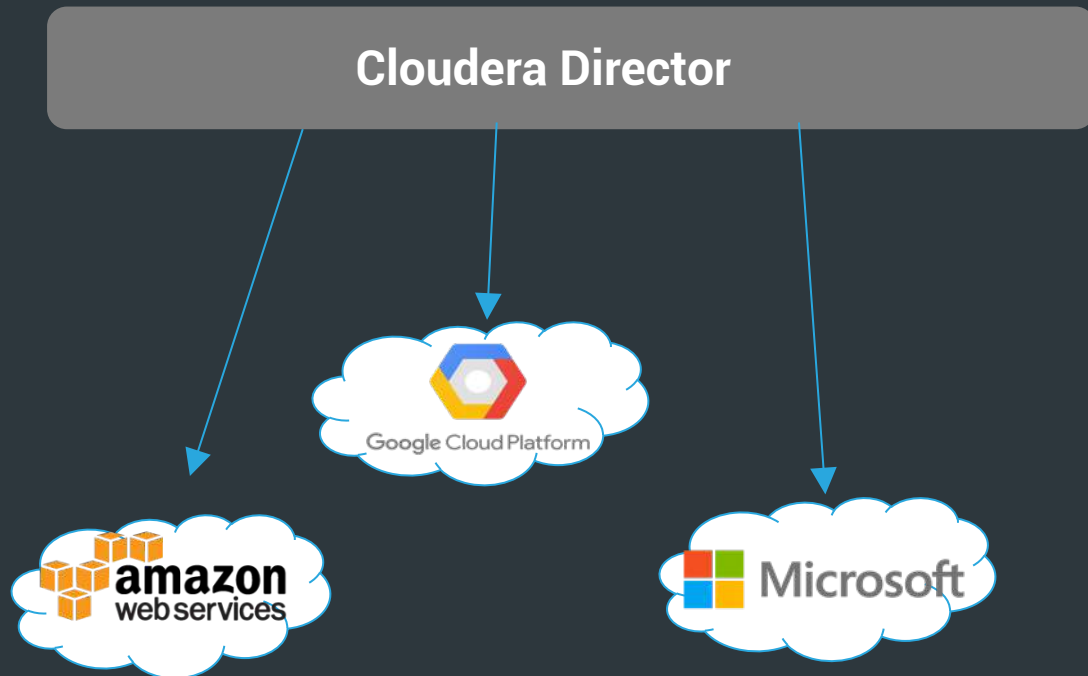 Cloudera Director
Google Cloud Platform
amazon
web services
Microsoft